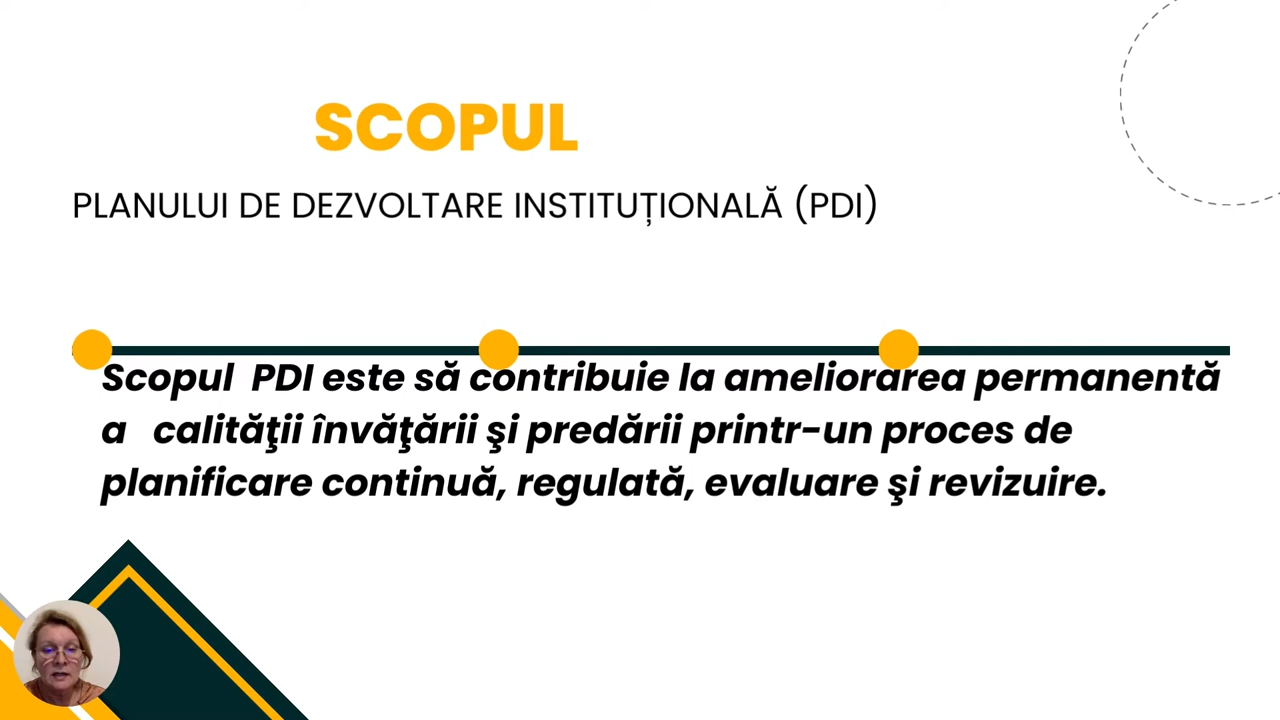 SCOPUL
PLANULUI DE DEZVOLTARE INSTITUȚIONALĂ (PDI)
Scopul PDI este să contribuie la ameliorarea permanentă
a calităţii învăţării şi predării printr-un proces de
planificare continuă, regulată, evaluare şi revizuire.